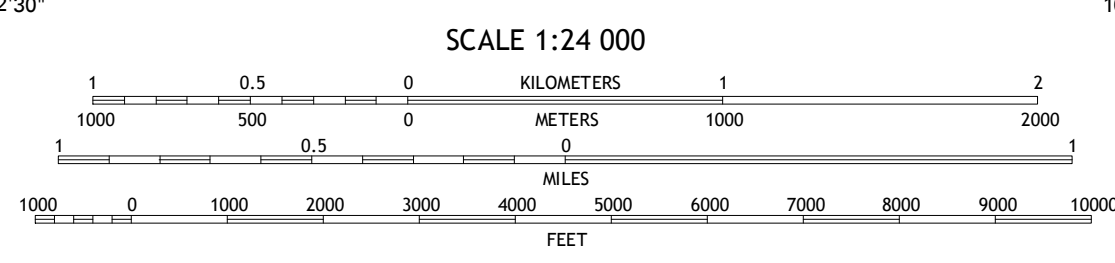 2'30"
SCALE 1:24 000
1 0.5 0 KILOMETERS 1 2
1000 500 0 METERS 1000 2000
1 0.5 0 1
MILES
1000 0 1000 2000 3000 4000 5000 6000 7000 8000 9000 10000
FEET